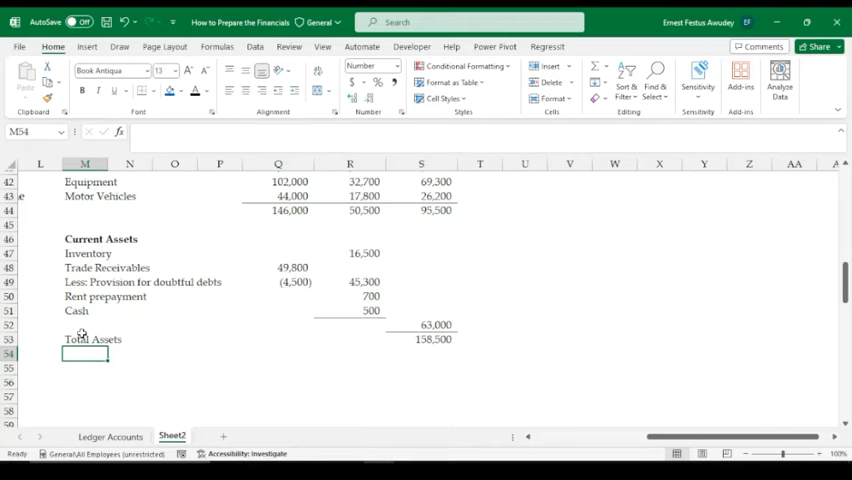 AutoSave Off How to Prepare the Financials General Search Ernest Festus Awudey EF
File Home Insert Draw Page Layout Formulas Data Review View Automate Developer Help Power Pivot Regressit Comments Share
Paste Book Antiqua 13 A A Number Conditional Formatting Insert Sort & Filter Find & Select Sensitivity Add-ins Analyze Data
B I U A $ % Format as Table Delete
Cell Styles Format
Clipboard Font Alignment Number Styles Cells Editing Sensitivity Add-ins
M54 fx
L M N O P Q R S T U V W X Y Z AA
42 Equipment 102,000 32,700 69,300
43 Motor Vehicles 44,000 17,800 26,200
44 146,000 50,500 95,500
45
46 Current Assets
47 Inventory 16,500
48 Trade Receivables 49,800
49 Less: Provision for doubtful debts (4,500) 45,300
50 Rent prepayment 700
51 Cash 500
52 63,000
53 Total Assets 158,500
54
55
56
57
58
Ledger Accounts Sheet2
Ready General\All Employees (unrestricted) Accessibility: Investigate 100%